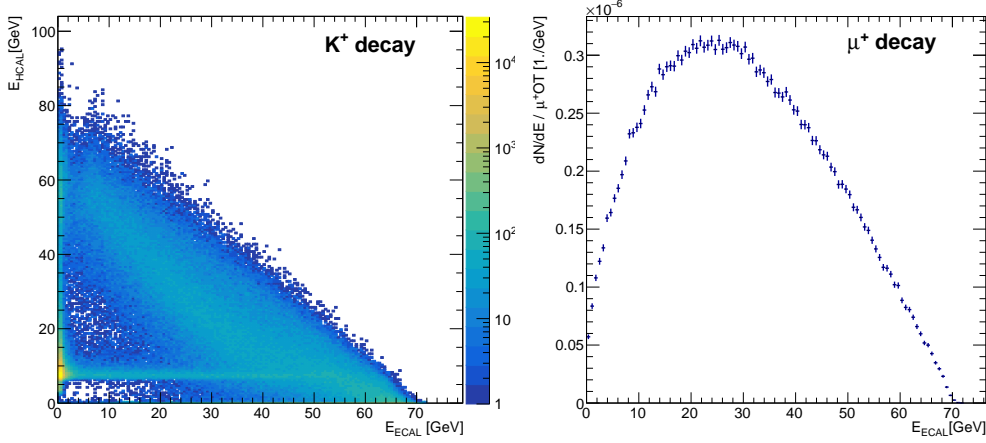 K⁺ decay
E_HCAL [GeV]
100
80
60
40
20
0
0 10 20 30 40 50 60 70
E_ECAL [GeV]
10⁴
10³
10²
10
1
×10⁻⁶
μ⁺ decay
dN/dE / μ⁺OT [1./GeV]
0.3
0.25
0.2
0.15
0.1
0.05
0
0 10 20 30 40 50 60 70
E_ECAL [GeV]